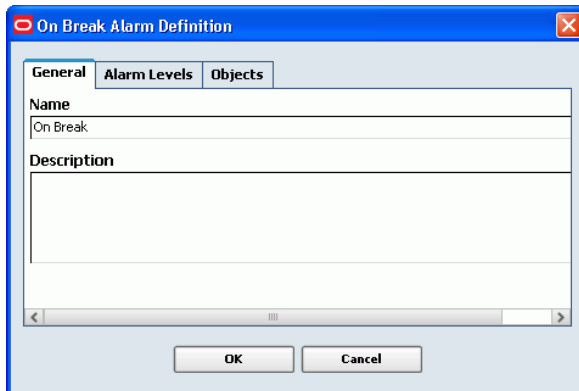 On Break Alarm Definition
General Alarm Levels Objects
Name
On Break
Description
OK Cancel